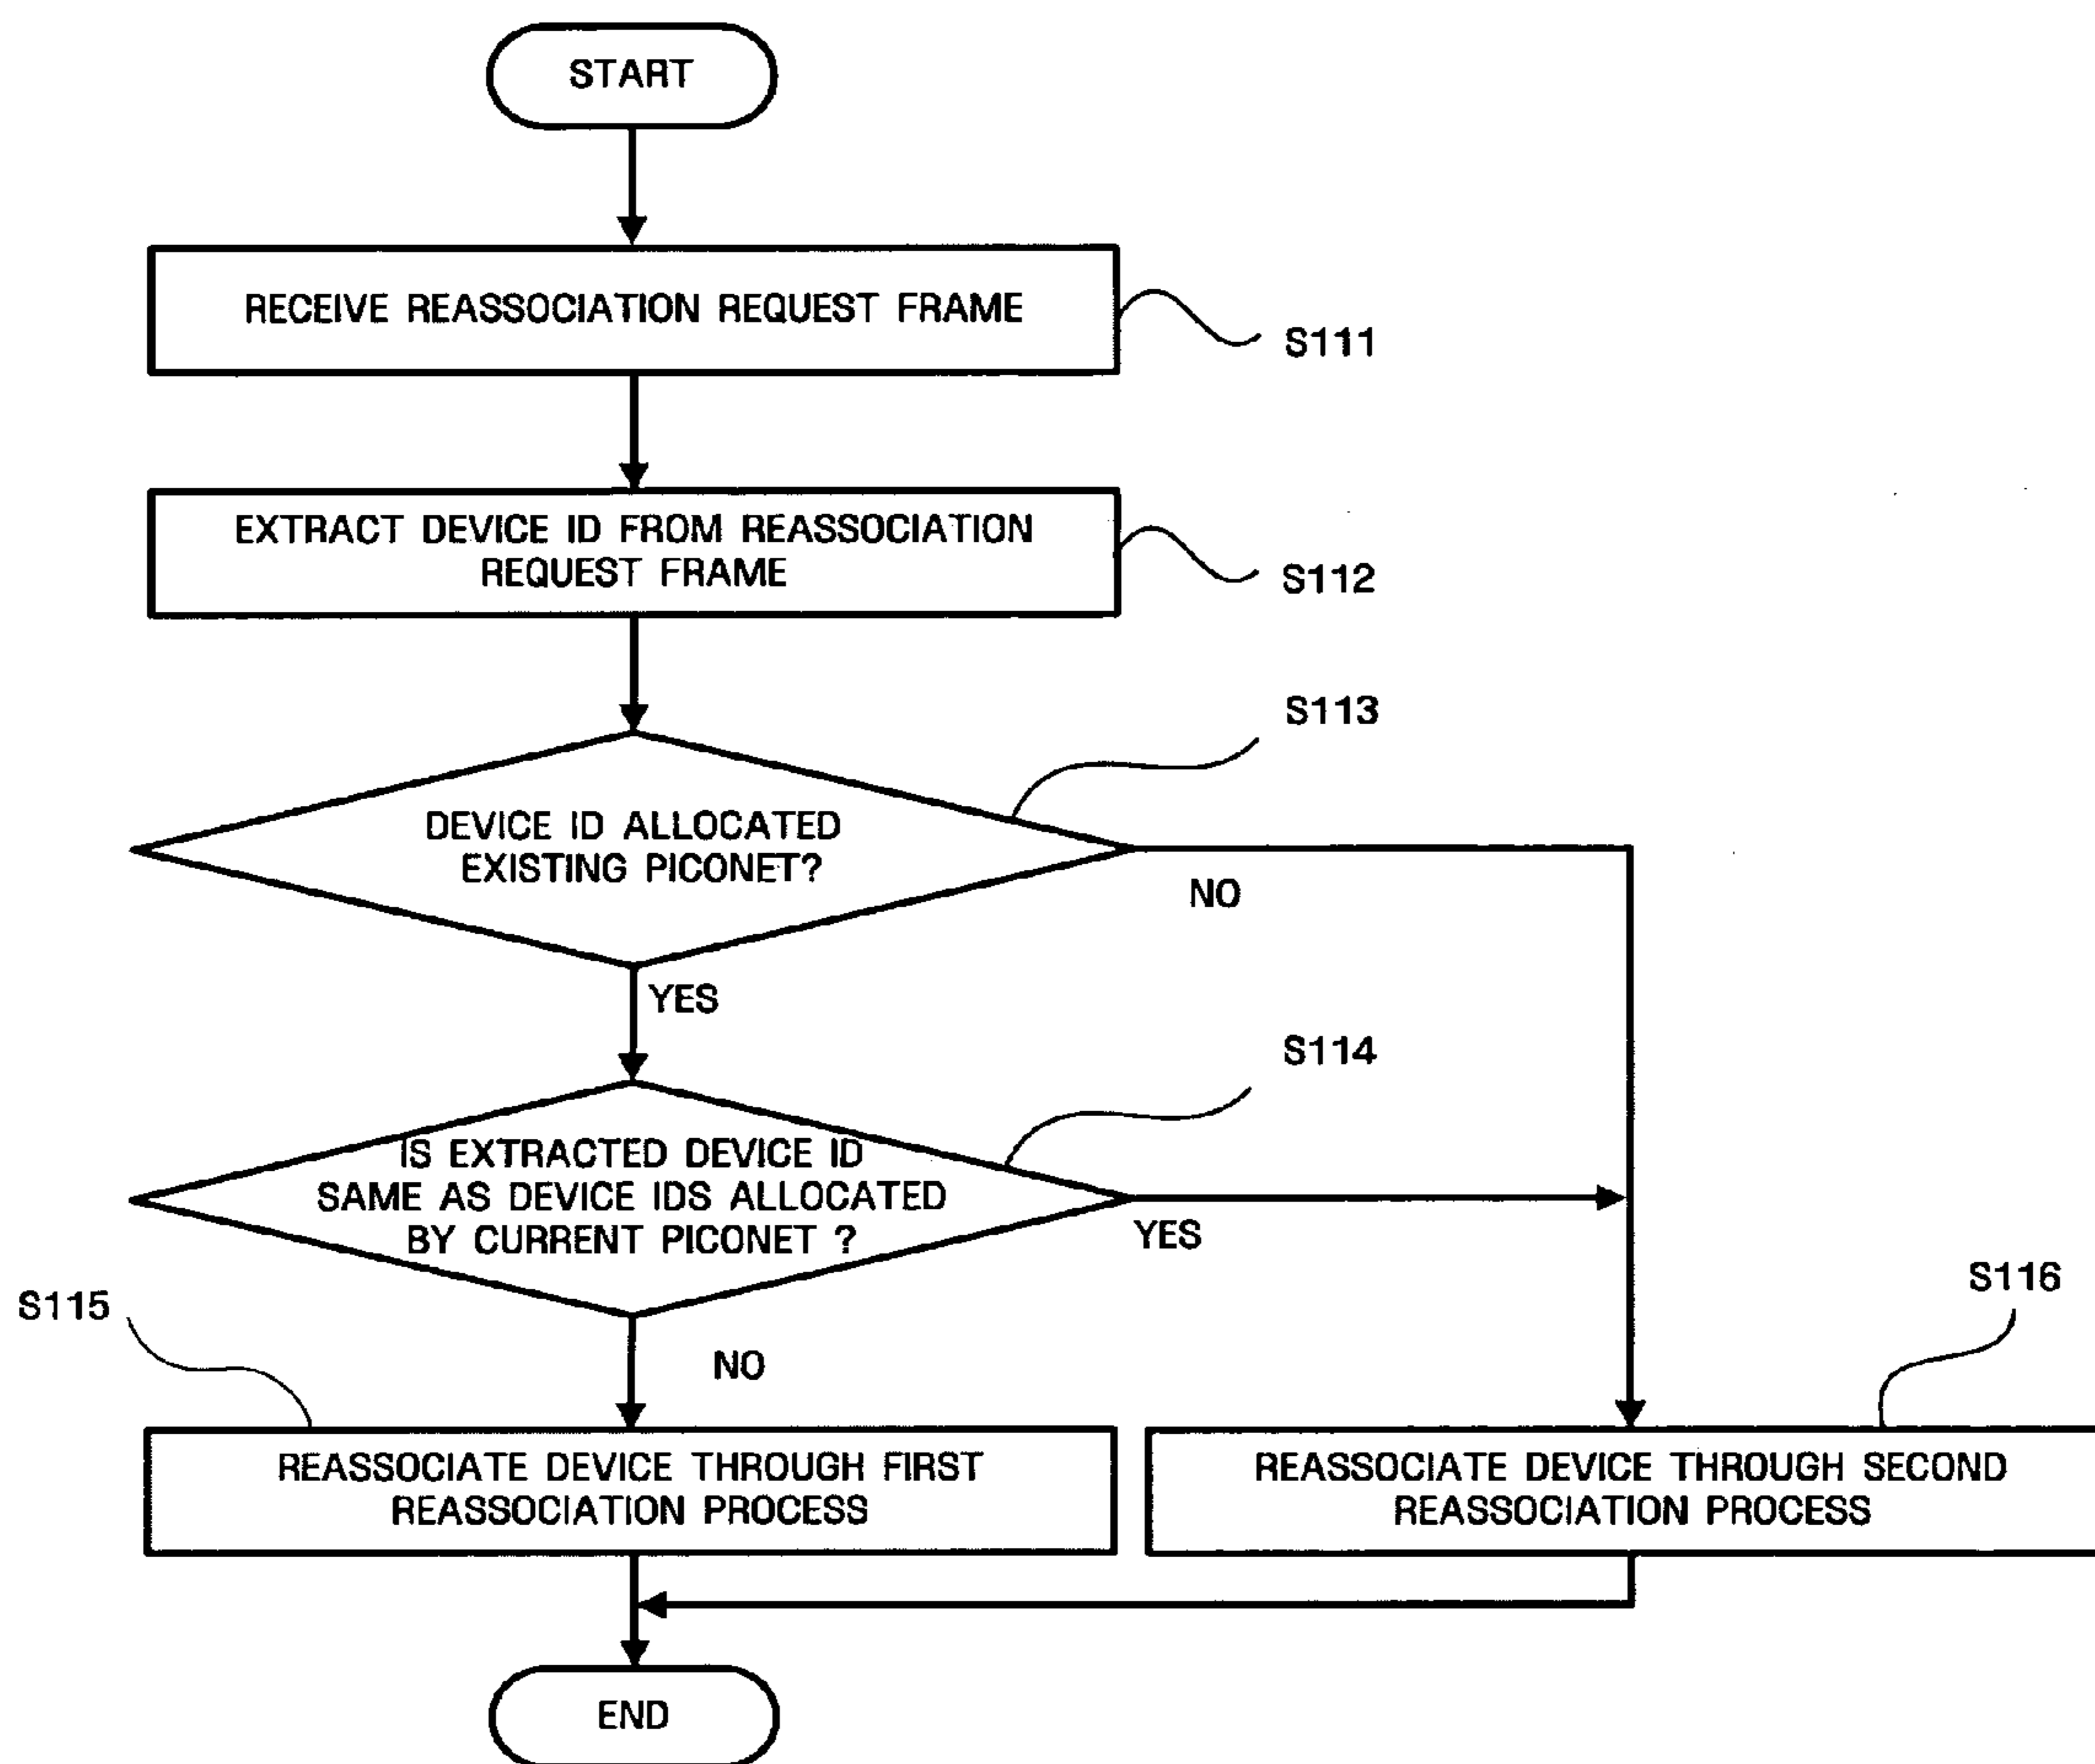 START
RECEIVE REASSOCIATION REQUEST FRAME
S111
EXTRACT DEVICE ID FROM REASSOCIATION
REQUEST FRAME
S112
S113
DEVICE ID ALLOCATED
EXISTING PICONET?
NO
YES
S114
IS EXTRACTED DEVICE ID
SAME AS DEVICE IDS ALLOCATED
BY CURRENT PICONET ?
YES
S115
NO
S116
REASSOCIATE DEVICE THROUGH FIRST
REASSOCIATION PROCESS
REASSOCIATE DEVICE THROUGH SECOND
REASSOCIATION PROCESS
END